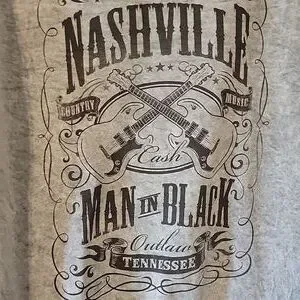 NASHVILLE
COUNTRY MUSIC
Cash
MAN IN BLACK
Outlaw
TENNESSEE